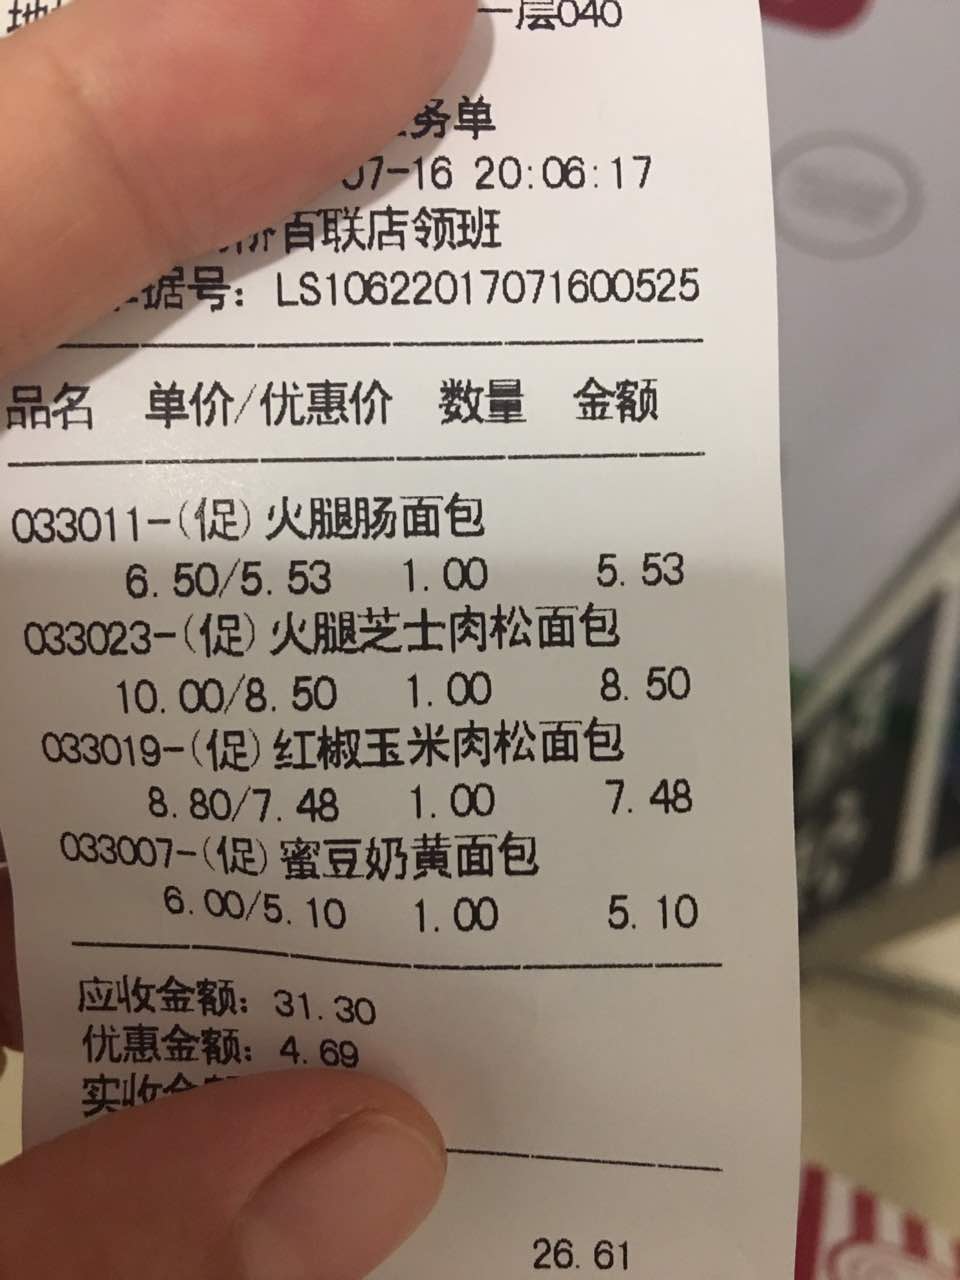 一层040
务单
07-16 20:06:17
百联店领班
据号：LS10622017071600525
品名 单价/优惠价 数量 金额
033011-(促)火腿肠面包
6.50/5.53 1.00 5.53
033023-(促)火腿芝士肉松面包
10.00/8.50 1.00 8.50
033019-(促)红椒玉米肉松面包
8.80/7.48 1.00 7.48
033007-(促)蜜豆奶黄面包
6.00/5.10 1.00 5.10
应收金额：31.30
优惠金额：4.69
实收金
26.61